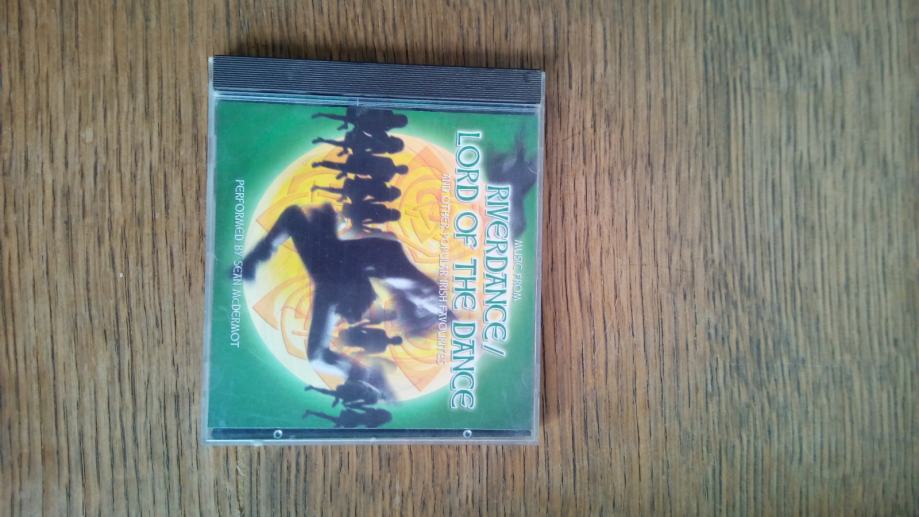 MUSIC FROM
RIVERDANCE/
LORD OF THE DANCE
AND OTHER POPULAR IRISH FAVOURITES
PERFORMED BY SEAN McDERMOT